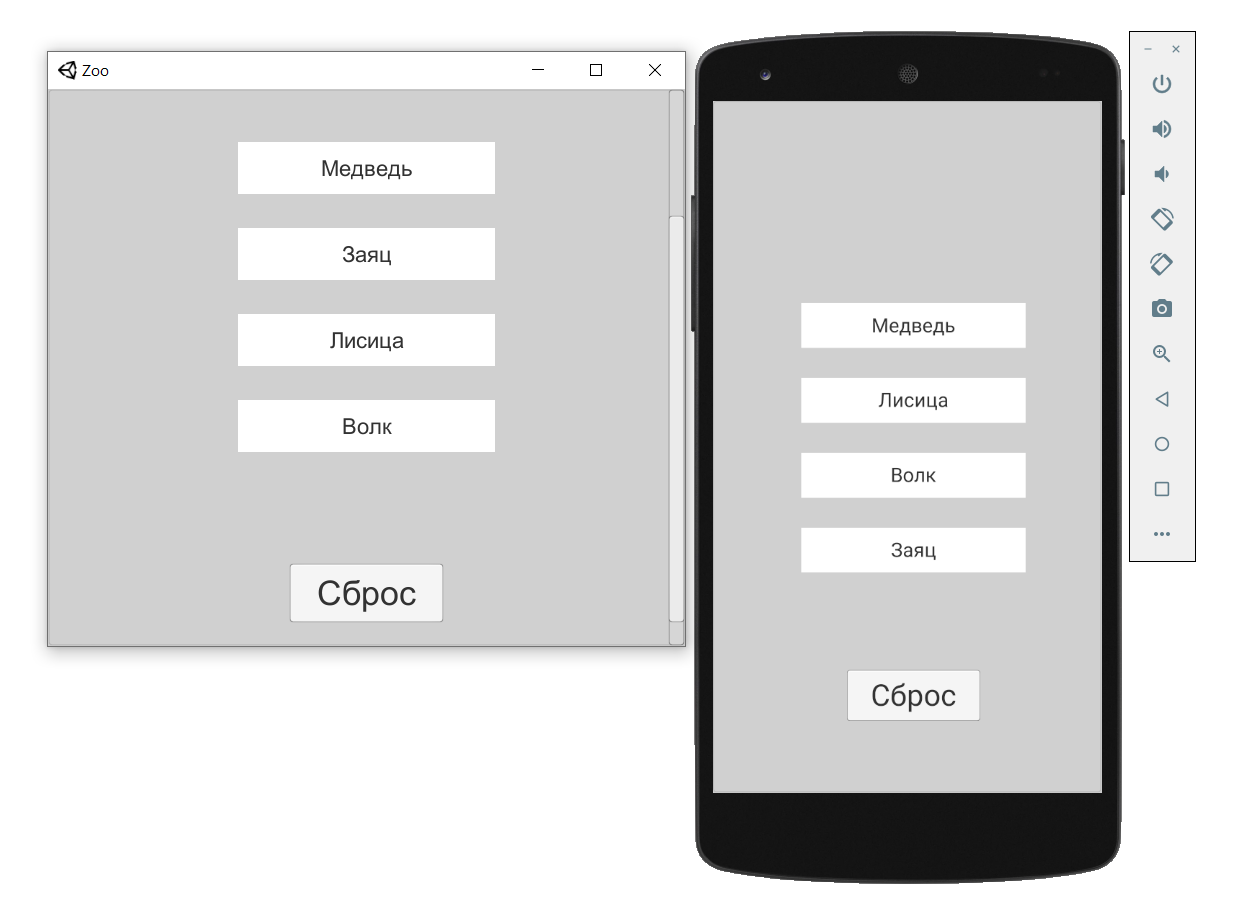 Zoo
Медведь
Заяц
Лисица
Волк
Сброс
Медведь
Лисица
Волк
Заяц
Сброс